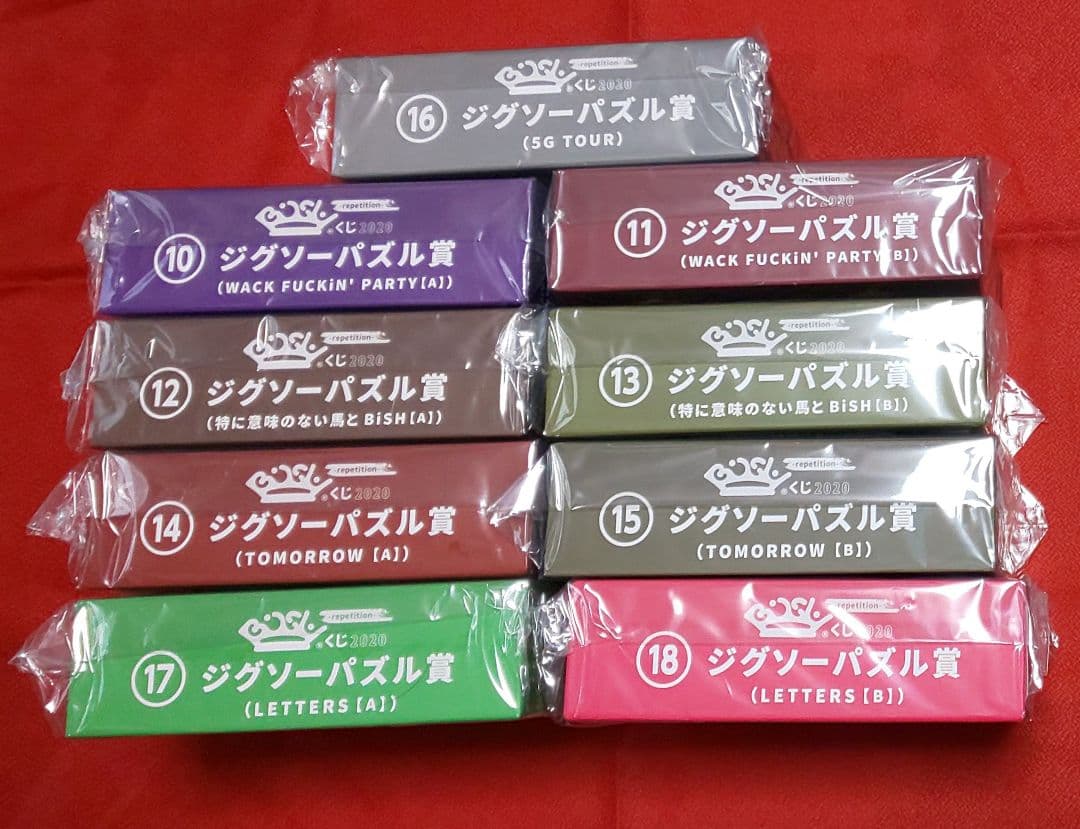 -repetition-
くじ2020
16 ジグソーパズル賞
(5G TOUR)
-repetition-
くじ2020
10 ジグソーパズル賞
(WACK FUCKiN' PARTY【A】)
-repetition-
くじ2020
11 ジグソーパズル賞
(WACK FUCKiN' PARTY【B】)
-repetition-
くじ2020
12 ジグソーパズル賞
(特に意味のない馬とBiSH【A】)
-repetition-
くじ2020
13 ジグソーパズル賞
(特に意味のない馬とBiSH【B】)
-repetition-
くじ2020
14 ジグソーパズル賞
(TOMORROW【A】)
-repetition-
くじ2020
15 ジグソーパズル賞
(TOMORROW【B】)
-repetition-
くじ2020
17 ジグソーパズル賞
(LETTERS【A】)
-repetition-
くじ2020
18 ジグソーパズル賞
(LETTERS【B】)